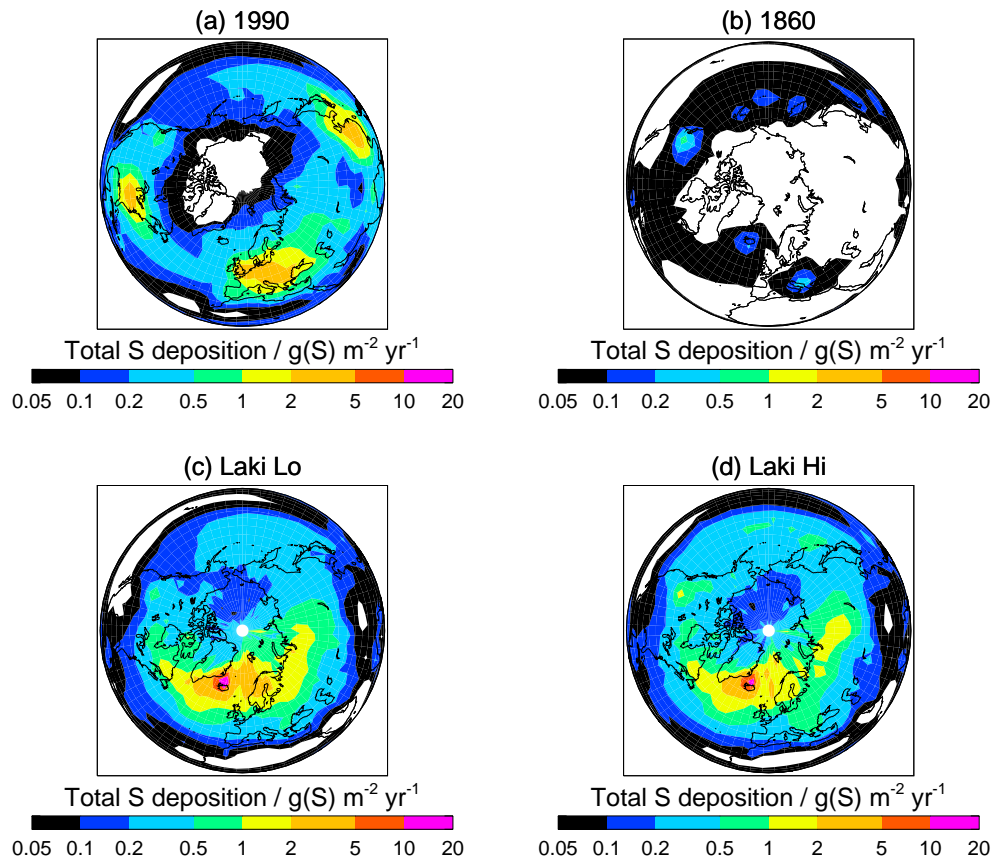 (a) 1990
Total S deposition / g(S) m⁻² yr⁻¹
0.05 0.1 0.2 0.5 1 2 5 10 20
(b) 1860
Total S deposition / g(S) m⁻² yr⁻¹
0.05 0.1 0.2 0.5 1 2 5 10 20
(c) Laki Lo
Total S deposition / g(S) m⁻² yr⁻¹
0.05 0.1 0.2 0.5 1 2 5 10 20
(d) Laki Hi
Total S deposition / g(S) m⁻² yr⁻¹
0.05 0.1 0.2 0.5 1 2 5 10 20